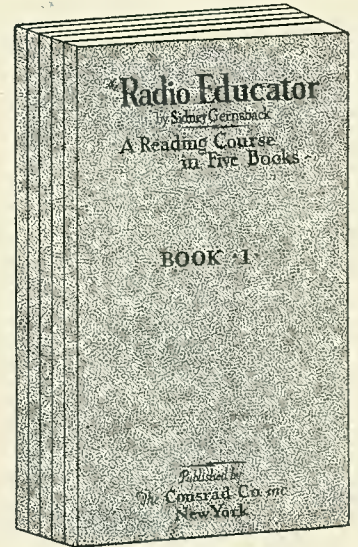 The Radio Educator
by Sidney Gernsback
A Reading Course
in Five Books
BOOK 1
Published by
The Consrad Co inc
New York